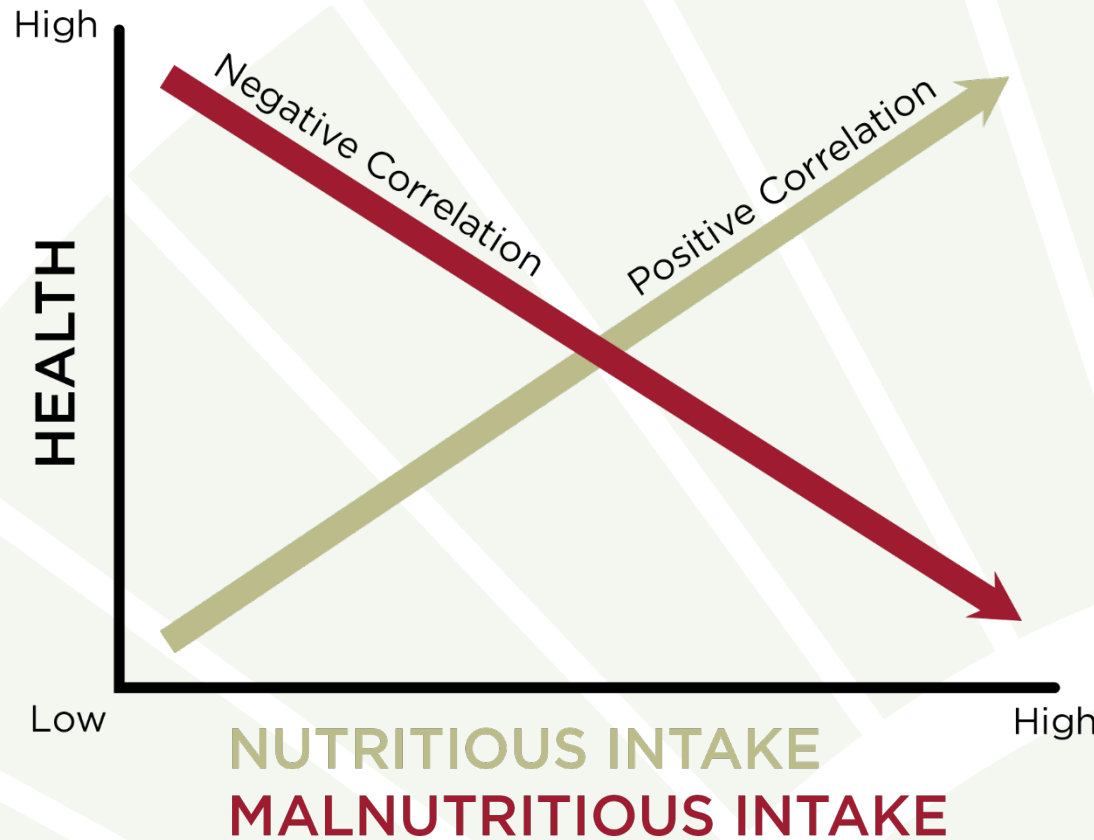 High
Negative Correlation
Positive Correlation
HEALTH
Low
High
NUTRITIOUS INTAKE
MALNUTRITIOUS INTAKE